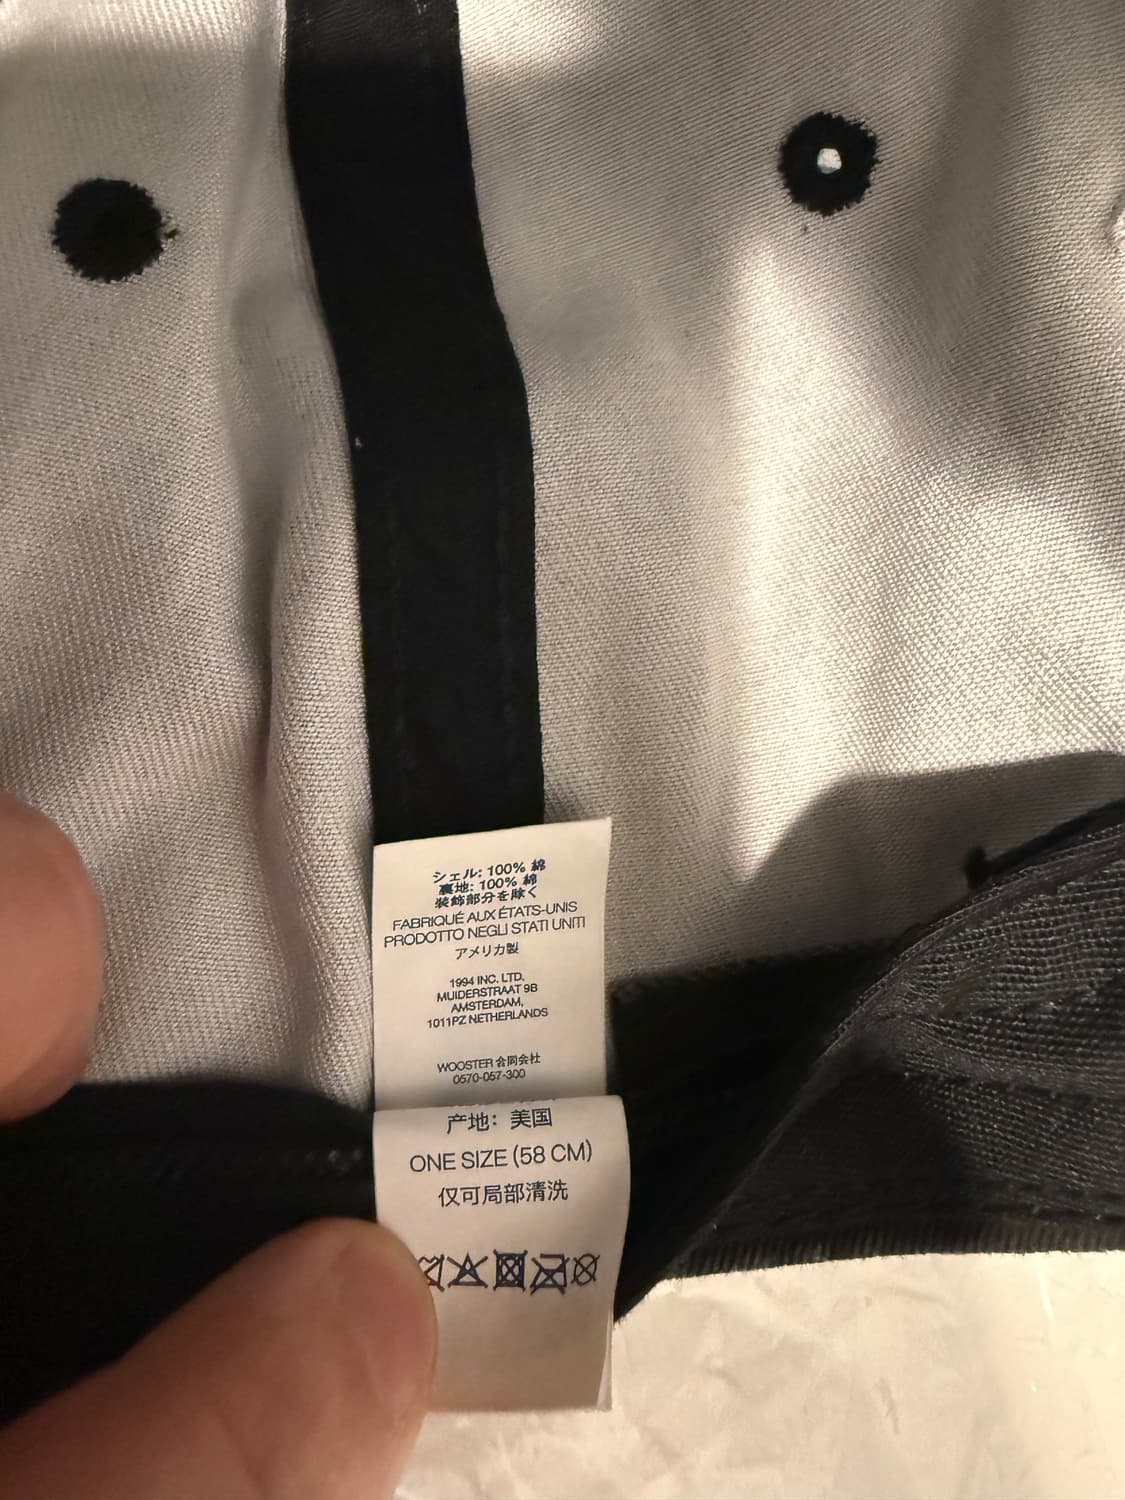 シェル: 100% 綿
裏地: 100% 綿
装飾部分を除く
FABRIQUÉ AUX ÉTATS-UNIS
PRODOTTO NEGLI STATI UNITI
アメリカ製
1994 INC. LTD,
MUIDERSTRAAT 9B
AMSTERDAM,
1011PZ NETHERLANDS
WOOSTER 合同会社
0570-057-300
产地: 美国
ONE SIZE (58 CM)
仅可局部清洗